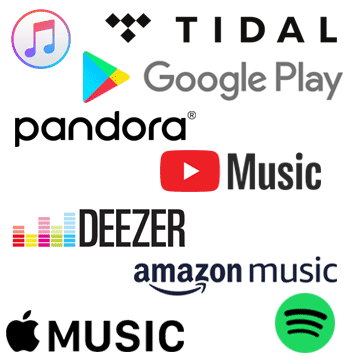 TIDAL
Google Play
pandora®
Music
DEEZER
amazon music
MUSIC